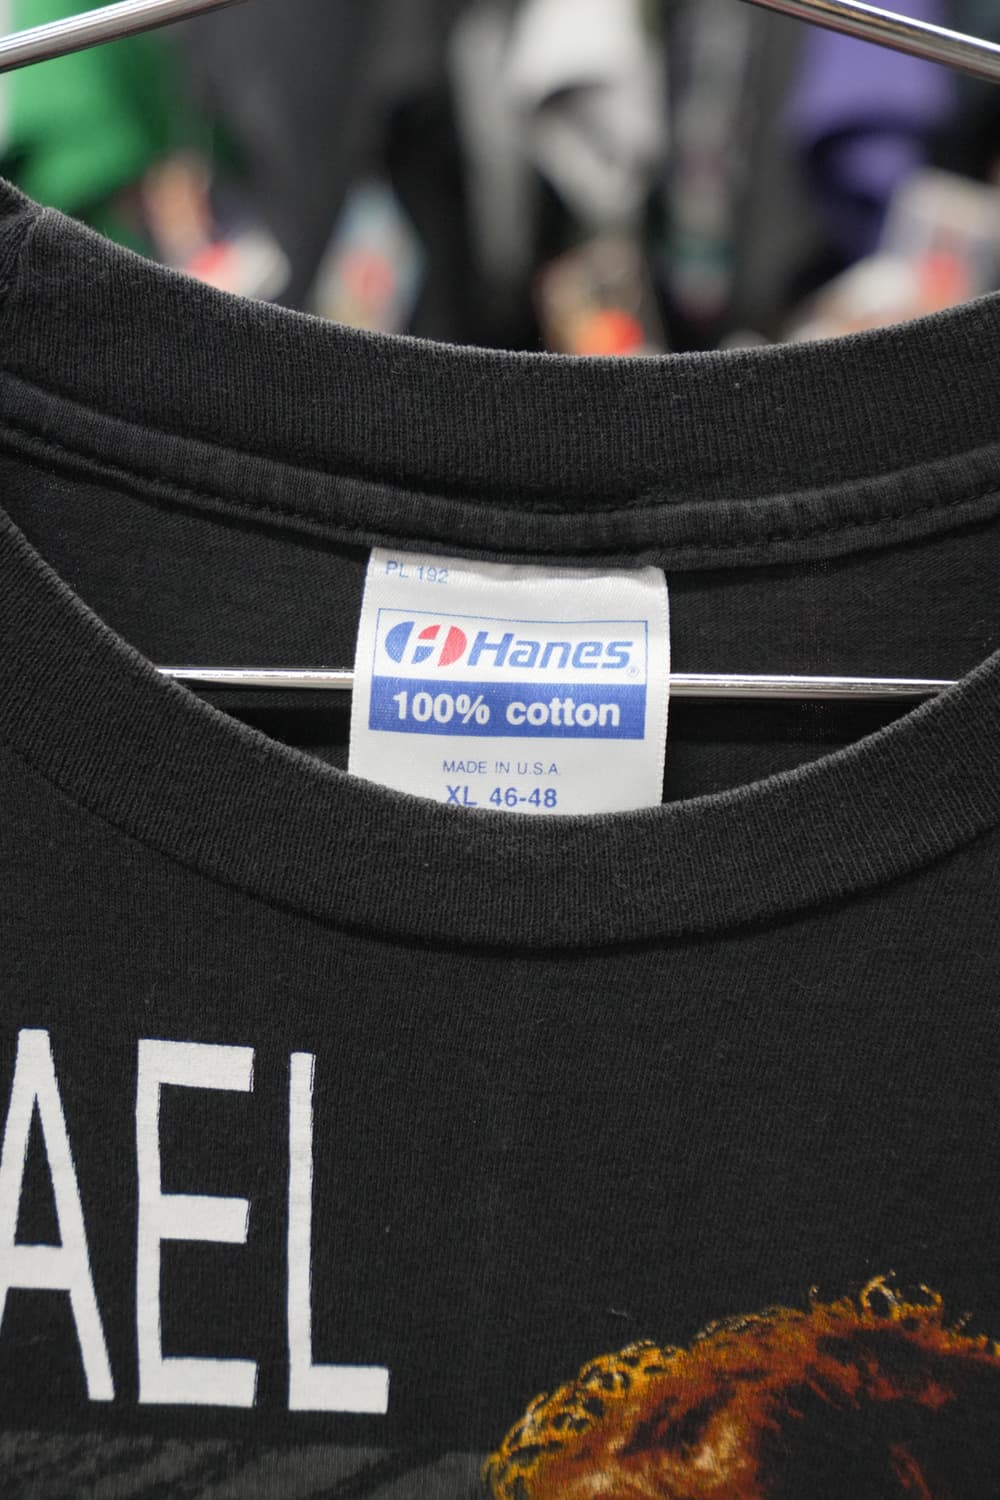 PL 192
Hanes®
100% cotton
MADE IN U.S.A.
XL 46-48
AEL